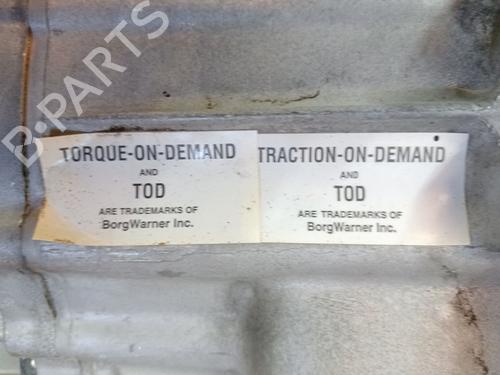 B-PARTS
TORQUE-ON-DEMAND
AND
TOD
ARE TRADEMARKS OF
BorgWarner Inc.
TRACTION-ON-DEMAND
AND
TOD
ARE TRADEMARKS OF
BorgWarner Inc.